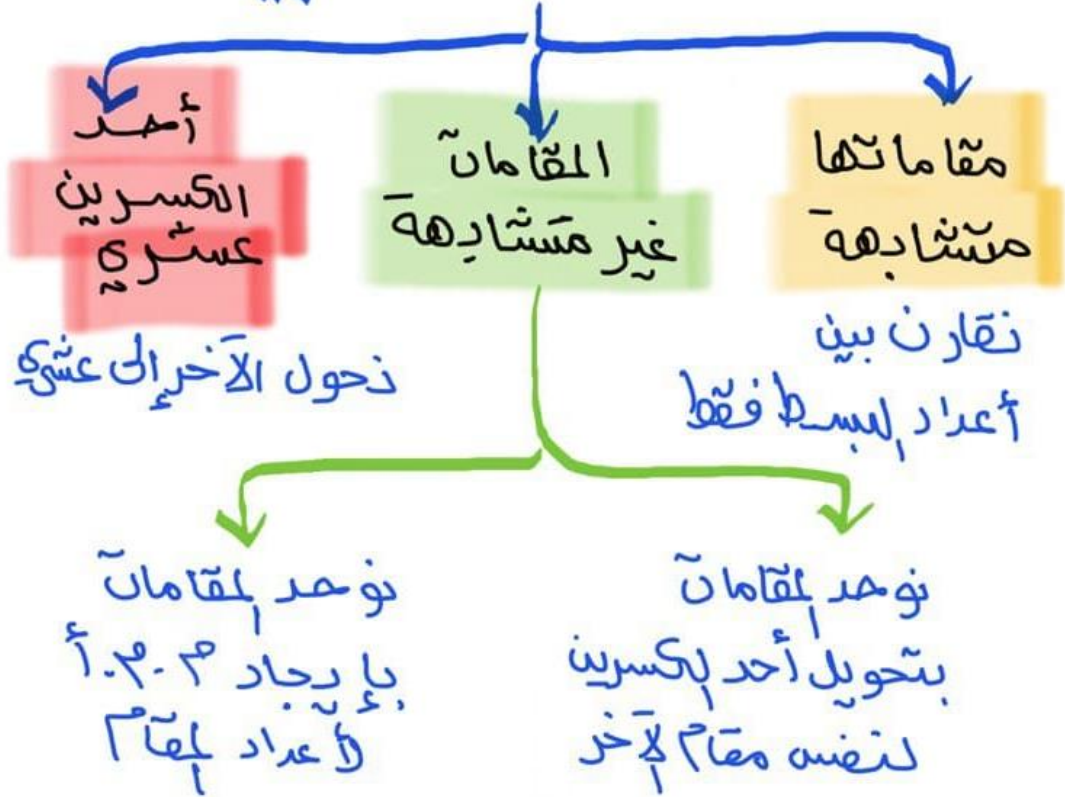 مقاماتها
متشابهة
نقارن بين
أعداد البسط فقط
المقامات
غير متشابهة
أحد
الكسرين
عشري
نحول الآخر إلى عشري
نوحد المقامات
بتحويل أحد الكسرين
لنفس مقام الآخر
نوحد المقامات
بإيجاد م.م.أ
لأعداد المقام